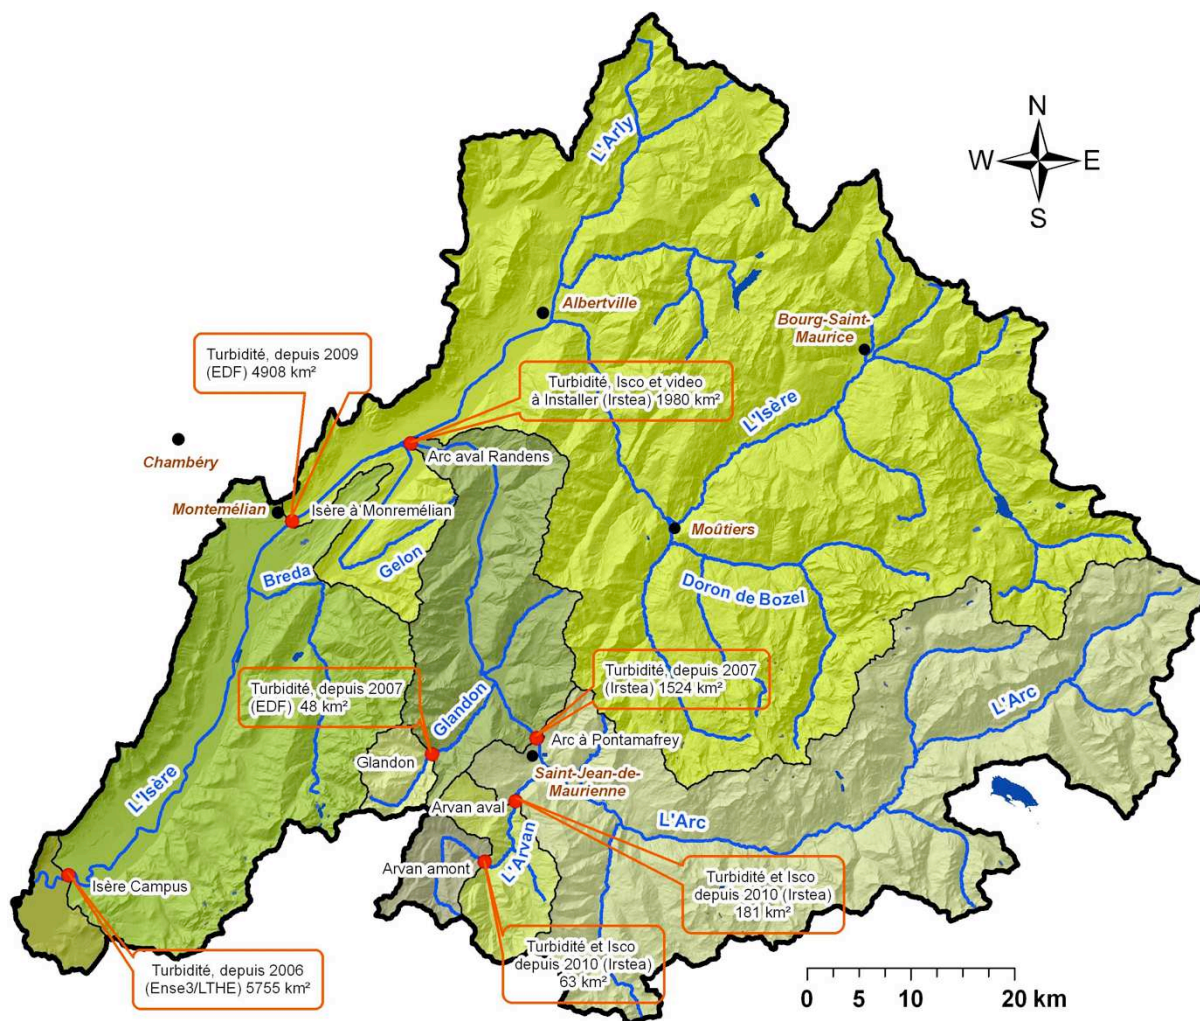 N
W E
S
L'Arly
Albertville
Bourg-Saint-
Maurice
Turbidité, depuis 2009
(EDF) 4908 km²
Turbidité, Isco et video
à Installer (Irstea) 1980 km²
L'Isère
Chambéry
Arc aval Randens
Montemélian
Isère à Monremélian
Moûtiers
Gelon
Breda
Doron de Bozel
Turbidité, depuis 2007
(EDF) 48 km²
Glandon
Turbidité, depuis 2007
(Irstea) 1524 km²
L'Arc
Arc à Pontamafrey
Glandon
Saint-Jean-de-
Maurienne
L'Isère
Arvan aval
L'Arc
L'Arvan
Arvan amont
Isère Campus
Turbidité et Isco
depuis 2010 (Irstea)
181 km²
Turbidité et Isco
depuis 2010 (Irstea)
63 km²
Turbidité, depuis 2006
(Ense3/LTHE) 5755 km²
0 5 10 20 km